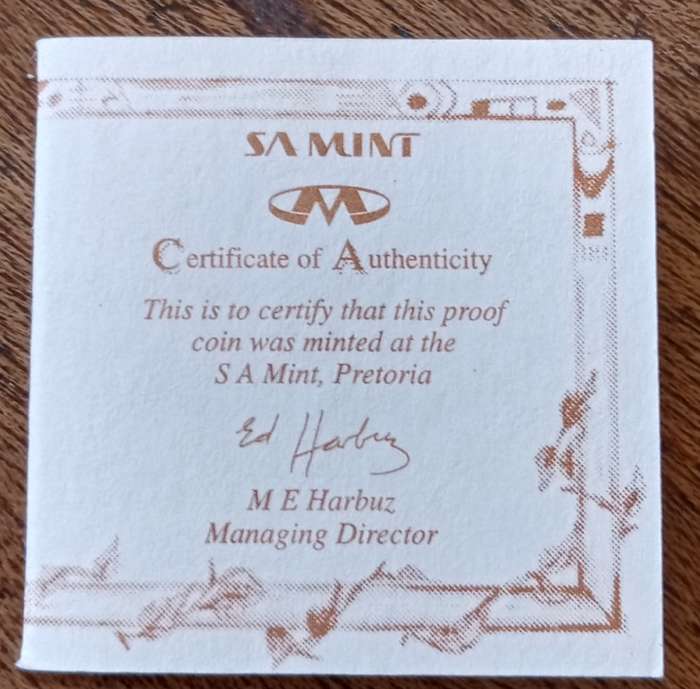 SA MINT
Certificate of Authenticity
This is to certify that this proof
coin was minted at the
S A Mint, Pretoria
Ed Harbuz
M E Harbuz
Managing Director